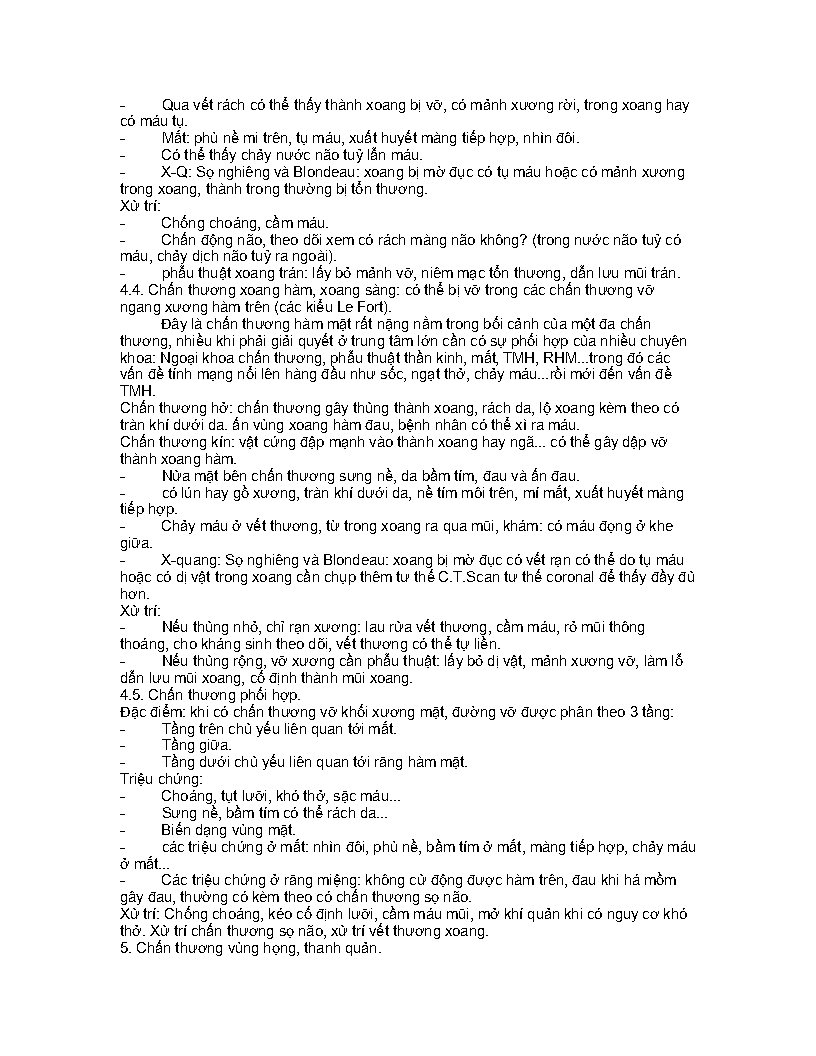 - Qua vết rách có thể thấy thành xoang bị vỡ, có mảnh xương rời, trong xoang hay
có máu tụ.
- Mắt: phù nề mi trên, tụ máu, xuất huyết màng tiếp hợp, nhìn đôi.
- Có thể thấy chảy nước não tuỷ lẫn máu.
- X-Q: Sọ nghiêng và Blondeau: xoang bị mờ đục có tụ máu hoặc có mảnh xương
trong xoang, thành trong thường bị tổn thương.
Xử trí:
- Chống choáng, cầm máu.
- Chấn động não, theo dõi xem có rách màng não không? (trong nước não tuỷ có
máu, chảy dịch não tuỷ ra ngoài).
- phẫu thuật xoang trán: lấy bỏ mảnh vỡ, niêm mạc tổn thương, dẫn lưu mũi trán.
4.4. Chấn thương xoang hàm, xoang sàng: có thể bị vỡ trong các chấn thương vỡ
ngang xương hàm trên (các kiểu Le Fort).
Đây là chấn thương hàm mặt rất nặng nằm trong bối cảnh của một đa chấn
thương, nhiều khi phải giải quyết ở trung tâm lớn cần có sự phối hợp của nhiều chuyên
khoa: Ngoại khoa chấn thương, phẫu thuật thần kinh, mắt, TMH, RHM...trong đó các
vấn đề tính mạng nổi lên hàng đầu như sốc, ngạt thở, chảy máu...rồi mới đến vấn đề
TMH.
Chấn thương hở: chấn thương gây thủng thành xoang, rách da, lộ xoang kèm theo có
tràn khí dưới da. ấn vùng xoang hàm đau, bệnh nhân có thể xì ra máu.
Chấn thương kín: vật cứng đập mạnh vào thành xoang hay ngã... có thể gây dập vỡ
thành xoang hàm.
- Nửa mặt bên chấn thương sưng nề, da bầm tím, đau và ấn đau.
- có lún hay gồ xương, tràn khí dưới da, nề tím môi trên, mí mắt, xuất huyết màng
tiếp hợp.
- Chảy máu ở vết thương, từ trong xoang ra qua mũi, khám: có máu đọng ở khe
giữa.
- X-quang: Sọ nghiêng và Blondeau: xoang bị mờ đục có vết rạn có thể do tụ máu
hoặc có dị vật trong xoang cần chụp thêm tư thế C.T.Scan tư thế coronal để thấy đầy đủ
hơn.
Xử trí:
- Nếu thủng nhỏ, chỉ rạn xương: lau rửa vết thương, cầm máu, rỏ mũi thông
thoáng, cho kháng sinh theo dõi, vết thương có thể tự liền.
- Nếu thủng rộng, vỡ xương cần phẫu thuật: lấy bỏ dị vật, mảnh xương vỡ, làm lỗ
dẫn lưu mũi xoang, cố định thành mũi xoang.
4.5. Chấn thương phối hợp.
Đặc điểm: khi có chấn thương vỡ khối xương mặt, đường vỡ được phân theo 3 tầng:
- Tầng trên chủ yếu liên quan tới mắt.
- Tầng giữa.
- Tầng dưới chủ yếu liên quan tới răng hàm mặt.
Triệu chứng:
- Choáng, tụt lưỡi, khó thở, sặc máu...
- Sưng nề, bầm tím có thể rách da...
- Biến dạng vùng mặt.
- các triệu chứng ở mắt: nhìn đôi, phù nề, bầm tím ở mắt, màng tiếp hợp, chảy máu
ở mắt...
- Các triệu chứng ở răng miệng: không cử động được hàm trên, đau khi há mồm
gây đau, thường có kèm theo có chấn thương sọ não.
Xử trí: Chống choáng, kéo cố định lưỡi, cầm máu mũi, mở khí quản khi có nguy cơ khó
thở. Xử trí chấn thương sọ não, xử trí vết thương xoang.
5. Chấn thương vùng họng, thanh quản.